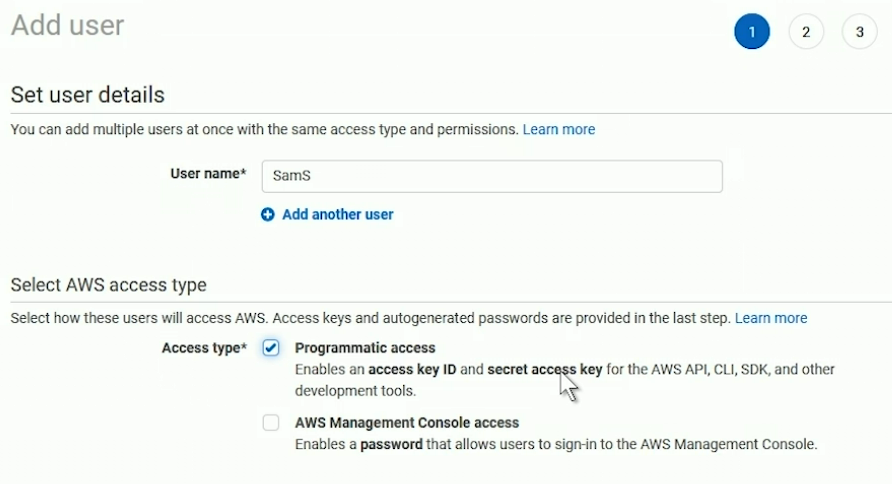 Add user
1 2 3
Set user details
You can add multiple users at once with the same access type and permissions. Learn more
User name* SamS
Add another user
Select AWS access type
Select how these users will access AWS. Access keys and autogenerated passwords are provided in the last step. Learn more
Access type* Programmatic access
Enables an access key ID and secret access key for the AWS API, CLI, SDK, and other
development tools.
AWS Management Console access
Enables a password that allows users to sign-in to the AWS Management Console.